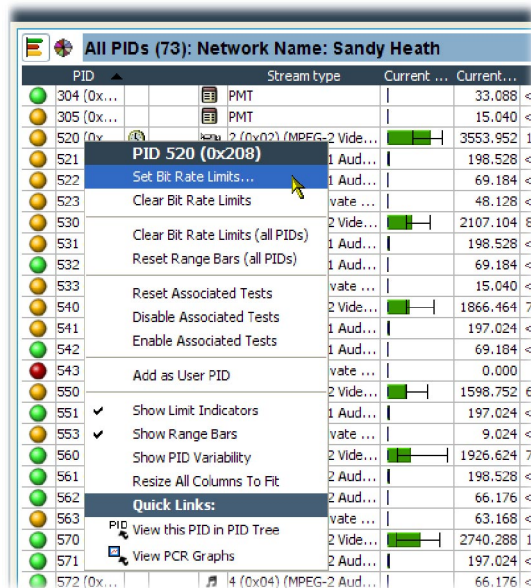 All PIDs (73): Network Name: Sandy Heath
PID Stream type Current ... Current...
304 (0x... PMT 33.088 <
305 (0x... PMT 15.040 <
520 (0x 2 (0x02) (MPEG-2 Vide... 3553.952 1
PID 520 (0x208)
521 1 Aud... 198.528 <
Set Bit Rate Limits...
522 1 Aud... 69.184 <
Clear Bit Rate Limits
523 vate ... 48.128 <
530 2 Vide... 2107.104 8
Clear Bit Rate Limits (all PIDs)
531 1 Aud... 198.528 <
Reset Range Bars (all PIDs)
532 1 Aud... 69.184 <
533 vate ... 15.040 <
Reset Associated Tests
540 2 Vide... 1866.464 7
Disable Associated Tests
541 1 Aud... 197.024 <
Enable Associated Tests
542 1 Aud... 69.184 <
543 vate ... 0.000
Add as User PID
550 2 Vide... 1598.752 6
Show Limit Indicators
551 1 Aud... 197.024 <
Show Range Bars
553 vate ... 9.024 <
Show PID Variability
560 2 Vide... 1926.624 7
Resize All Columns To Fit
561 2 Aud... 198.528 <
Quick Links:
562 2 Aud... 66.176 <
563 vate ... 63.168 <
PID View this PID in PID Tree
570 2 Vide... 2740.288 1
View PCR Graphs
571 2 Aud... 197.024 <
572 (0x... 4 (0x04) (MPEG-2 Aud... 66.176 <